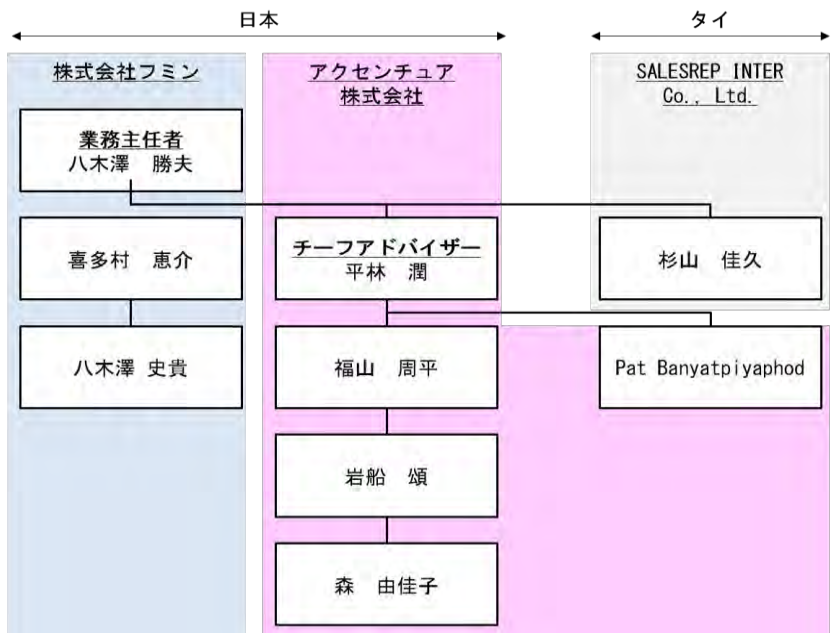 日本
タイ
株式会社フミン
アクセンチュア
株式会社
SALESREP INTER
Co., Ltd.
業務主任者
八木澤　勝夫
喜多村　恵介
チーフアドバイザー
平林　潤
杉山　佳久
八木澤 史貴
福山　周平
Pat Banyatpiyaphod
岩船　頌
森　由佳子